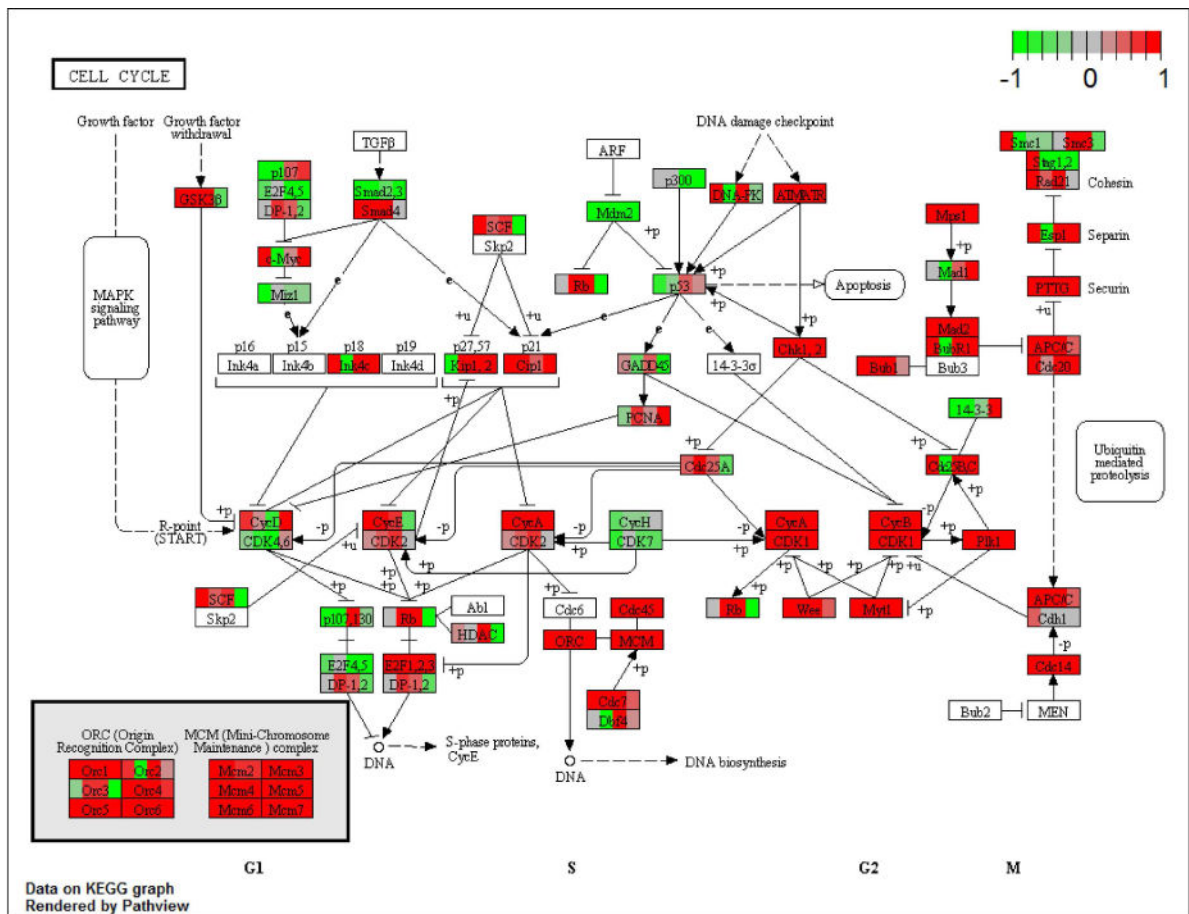 -1 0 1
CELL CYCLE
Growth factor
Growth factor
withdrawal
TGFβ
DNA damage checkpoint
ARF
Smc1 Smc3
Stag1,2
Rad21
Cohesin
p107
E2F4,5
DP-1,2
GSK3β
Smad2,3
Smad4
p300
DNA-PK
ATMATR
Mdm2
SCF
Skp2
+p
Mps1
+p
Esp1
Separin
c-Myc
Rb
p53
+p
+p
Apoptosis
Mad1
Miz1
MAPK
signaling
pathway
PTTG
Securin
e
e
e
e
e
e
+u
+u
+p
+u
Mad2
BubR1
Bub3
Bub1
APC/C
Cdc20
p16
Ink4a
p15
Ink4b
p18
Ink4c
p19
Ink4d
p27,57
Kip1, 2
p21
Cip1
GADD45
14-3-3σ
Chk1, 2
+p
PCNA
14-3-3
+p
+p
Cdc25A
Cdc25B,C
Ubiquitin
mediated
proteolysis
R-point
(START)
+p
CycD
CDK4,6
-p
CycE
CDK2
-p
CycA
CDK2
-p
+p
CycH
CDK7
-p
+p
CycA
CDK1
-p
CycB
CDK1
+p
+p
Plk1
+u
+p
+p
+p
+p
+p
+p
+p
+p
+u
+p
SCF
Skp2
p107,130
Rb
Abl
HDAC
Cdc6
Cdc45
ORC
MCM
+p
Rb
Wee
Myt1
APC/C
Cdh1
-p
Cdc14
E2F4,5
DP-1,2
E2F1,2,3
DP-1,2
+p
Cdc7
Dbf4
Bub2
MEN
DNA
S-phase proteins,
CycE
DNA
DNA biosynthesis
ORC (Origin
Recognition Complex)
MCM (Mini-Chromosome
Maintenance ) complex
Orc1 Orc2 Mcm2 Mcm3
Orc3 Orc4 Mcm4 Mcm5
Orc5 Orc6 Mcm6 Mcm7
G1 S G2 M
Data on KEGG graph
Rendered by Pathview